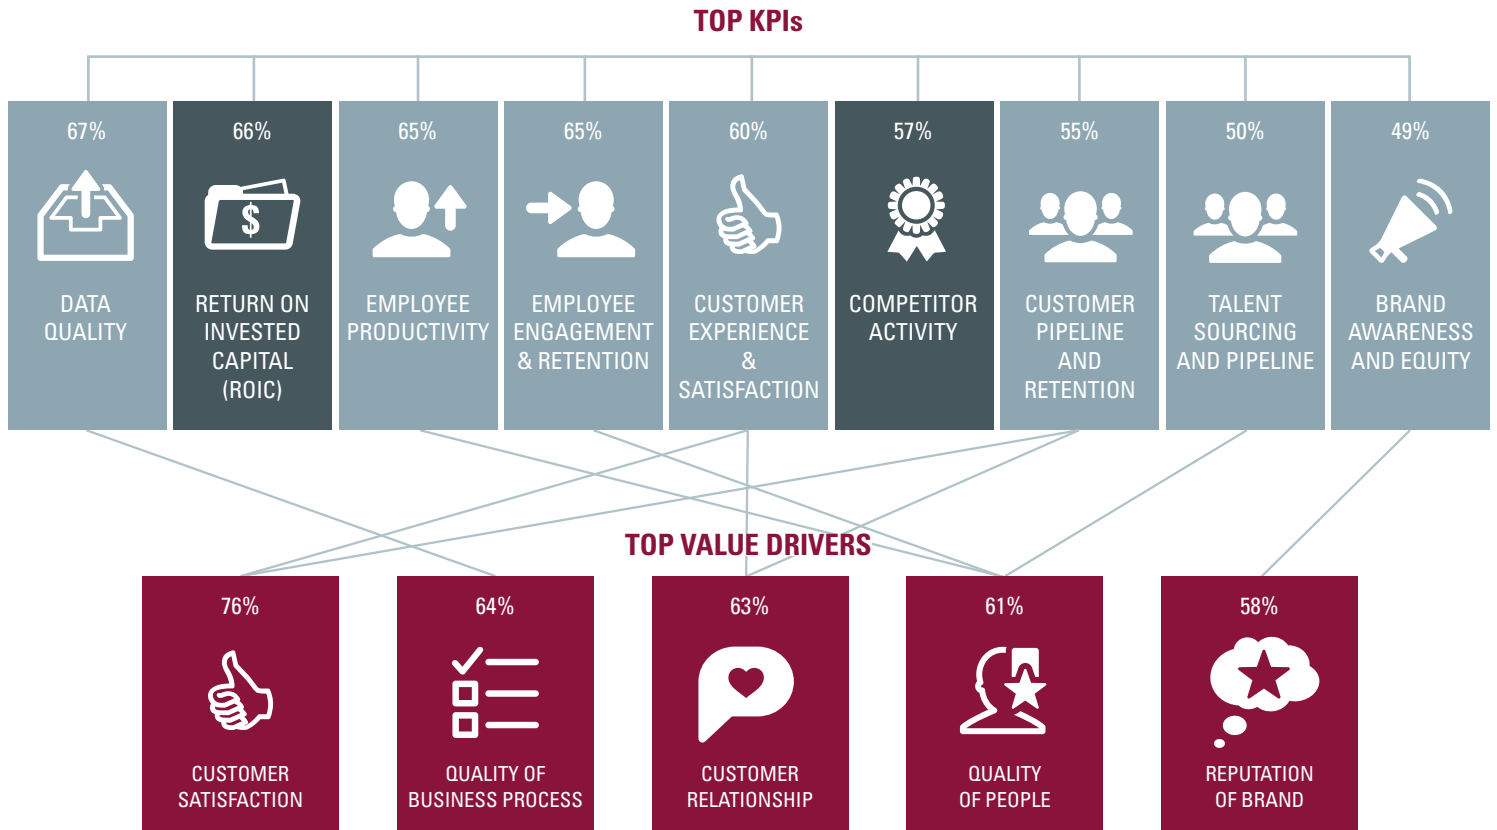 TOP KPIs
67%
DATA
QUALITY
66%
$
RETURN ON
INVESTED
CAPITAL
(ROIC)
65%
EMPLOYEE
PRODUCTIVITY
65%
EMPLOYEE
ENGAGEMENT
& RETENTION
60%
CUSTOMER
EXPERIENCE
&
SATISFACTION
57%
COMPETITOR
ACTIVITY
55%
CUSTOMER
PIPELINE
AND
RETENTION
50%
TALENT
SOURCING
AND PIPELINE
49%
BRAND
AWARENESS
AND EQUITY
TOP VALUE DRIVERS
76%
CUSTOMER
SATISFACTION
64%
QUALITY OF
BUSINESS PROCESS
63%
CUSTOMER
RELATIONSHIP
61%
QUALITY
OF PEOPLE
58%
REPUTATION
OF BRAND